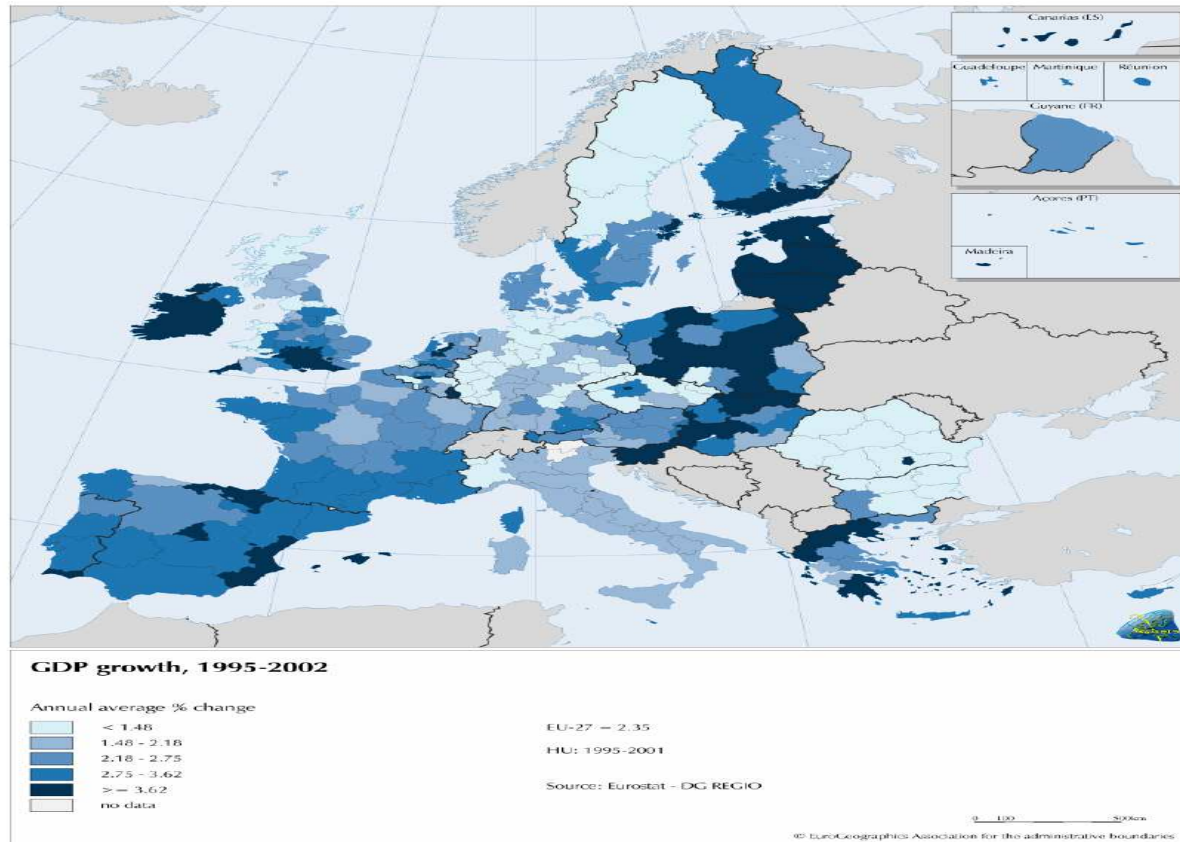 Canarias (ES)
Guadeloupe
Martinique
Réunion
Guyane (FR)
Açores (PT)
Madeira
GDP growth, 1995-2002
Annual average % change
< 1.48
1.48 - 2.18
2.18 - 2.75
2.75 - 3.62
>= 3.62
no data
EU-27 = 2.35
HU: 1995-2001
Source: Eurostat - DG REGIO
0 100 500km
© EuroGeographics Association for the administrative boundaries